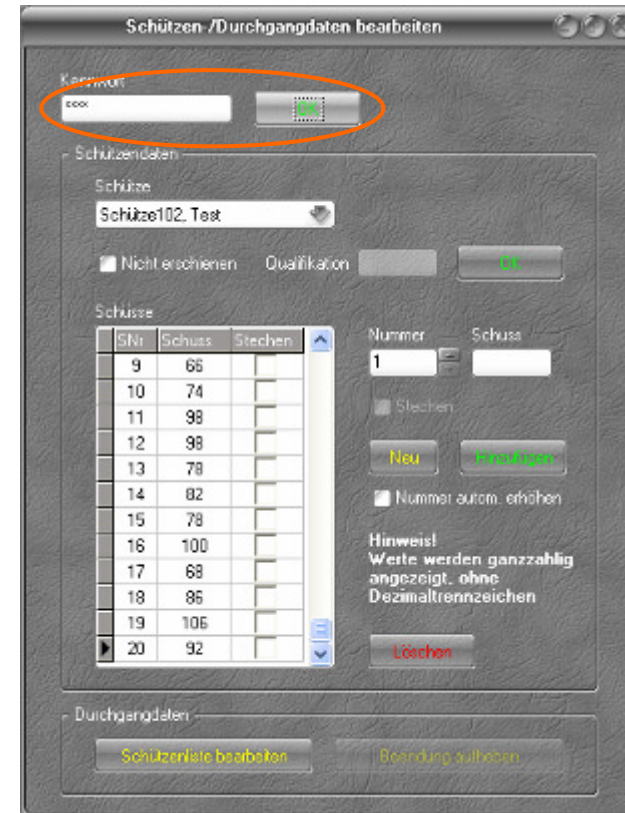 Schützen-/Durchgangdaten bearbeiten
Kennwort
****
OK
Schützendaten
Schütze
Schütze102, Test
Nicht erschienen Qualifikation OK
Schüsse
SNr Schuss Stechen
9 66
10 74
11 98
12 98
13 78
14 82
15 78
16 100
17 68
18 86
19 106
20 92
Nummer Schuss
1
Stechen
Neu Hinzufügen
Nummer autom. erhöhen
Hinweis!
Werte werden ganzzahlig
angezeigt, ohne
Dezimaltrennzeichen
Löschen
Durchgangdaten
Schützenliste bearbeiten Beendung aufheben